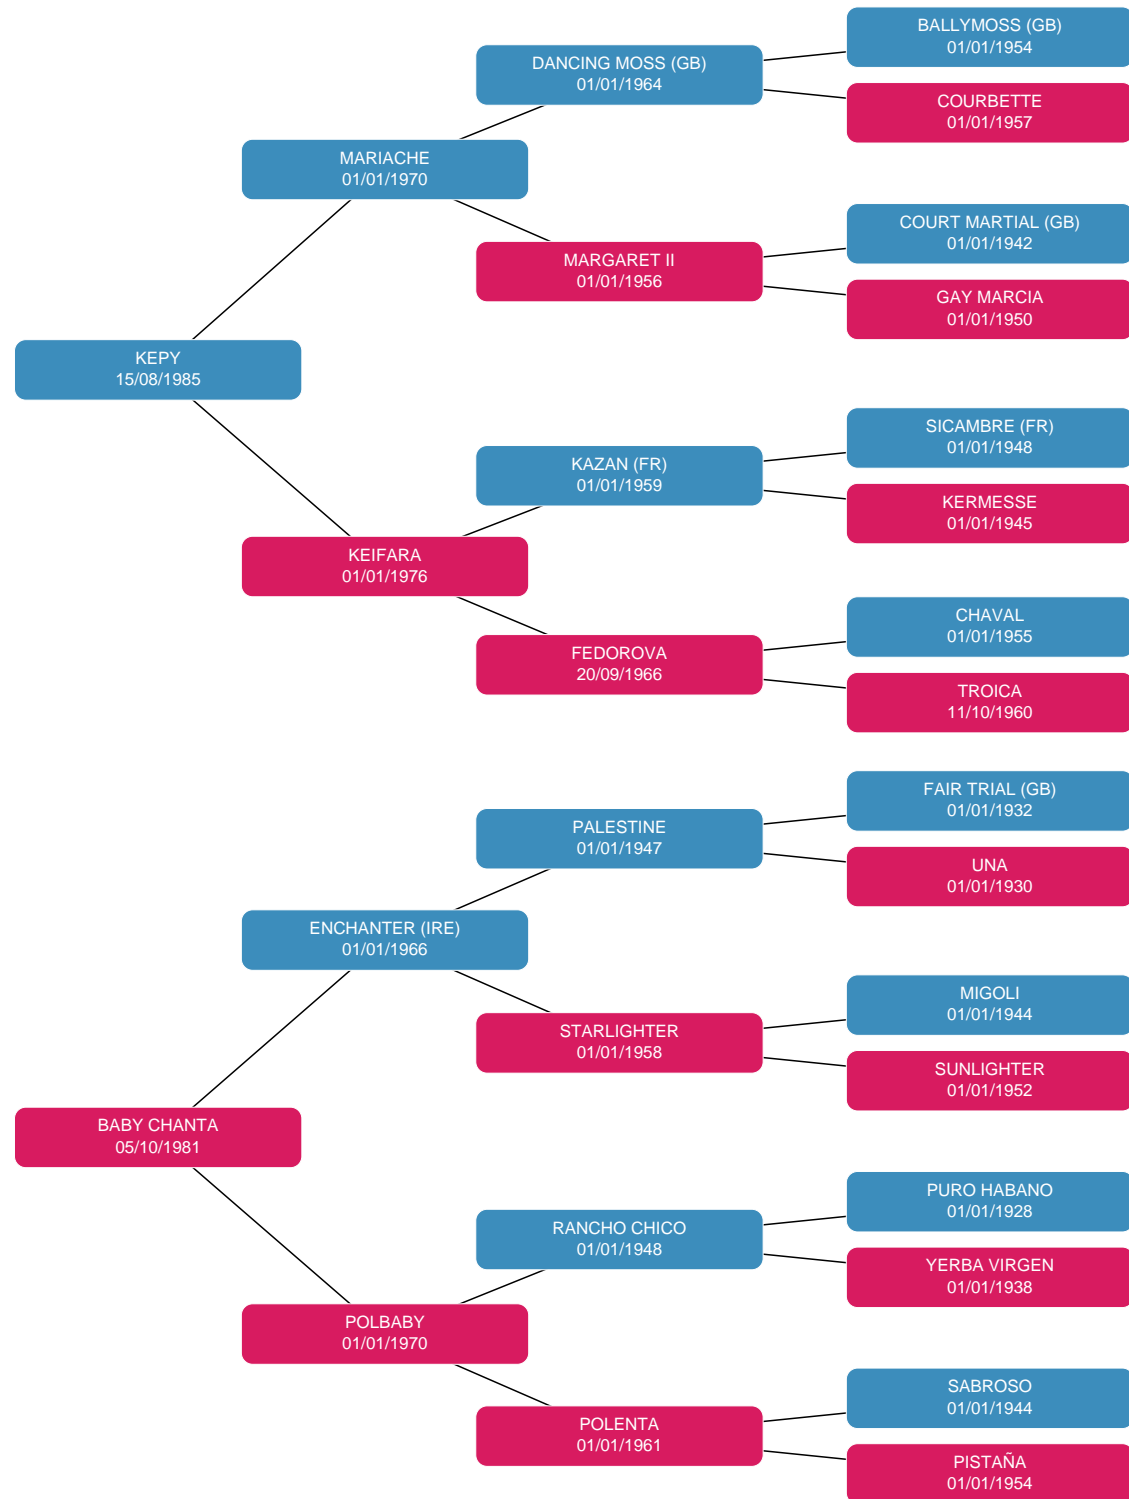 BALLYMOSS (GB)
01/01/1954
DANCING MOSS (GB)
01/01/1964
COURBETTE
01/01/1957
MARIACHE
01/01/1970
COURT MARTIAL (GB)
01/01/1942
MARGARET II
01/01/1956
GAY MARCIA
01/01/1950
KEPY
15/08/1985
SICAMBRE (FR)
01/01/1948
KAZAN (FR)
01/01/1959
KERMESSE
01/01/1945
KEIFARA
01/01/1976
CHAVAL
01/01/1955
FEDOROVA
20/09/1966
TROICA
11/10/1960
FAIR TRIAL (GB)
01/01/1932
PALESTINE
01/01/1947
UNA
01/01/1930
ENCHANTER (IRE)
01/01/1966
MIGOLI
01/01/1944
STARLIGHTER
01/01/1958
SUNLIGHTER
01/01/1952
BABY CHANTA
05/10/1981
PURO HABANO
01/01/1928
RANCHO CHICO
01/01/1948
YERBA VIRGEN
01/01/1938
POLBABY
01/01/1970
SABROSO
01/01/1944
POLENTA
01/01/1961
PISTAÑA
01/01/1954